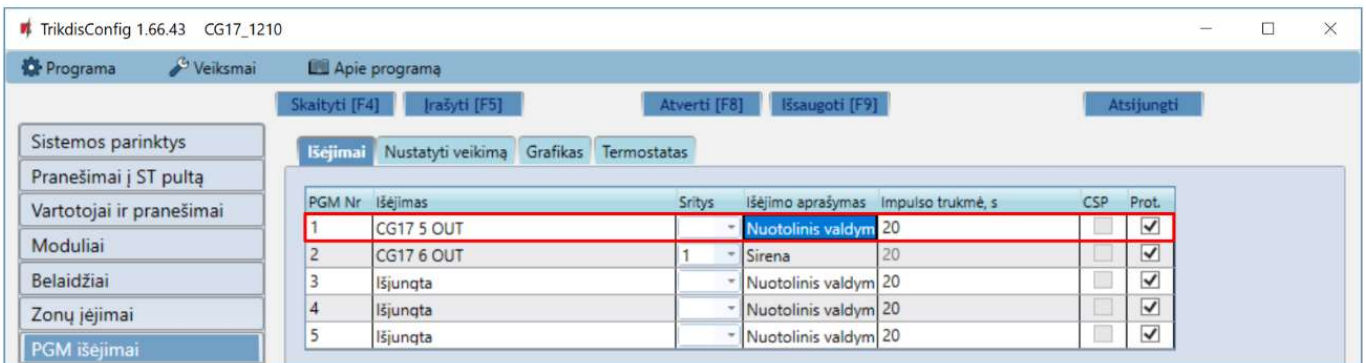 TrikdisConfig 1.66.43 CG17_1210
Programa Veiksmai Apie programą
Skaityti [F4] Įrašyti [F5] Atverti [F8] Išsaugoti [F9] Atsijungti
Sistemos parinktys
Pranešimai į ST pultą
Vartotojai ir pranešimai
Moduliai
Belaidžiai
Zonų įėjimai
PGM išėjimai
Išėjimai Nustatyti veikimą Grafikas Termostatas
PGM Nr Išėjimas Sritys Išėjimo aprašymas Impulso trukmė, s CSP Prot.
1 CG17 5 OUT Nuotolinis valdym 20
2 CG17 6 OUT 1 Sirena 20
3 Išjungta Nuotolinis valdym 20
4 Išjungta Nuotolinis valdym 20
5 Išjungta Nuotolinis valdym 20